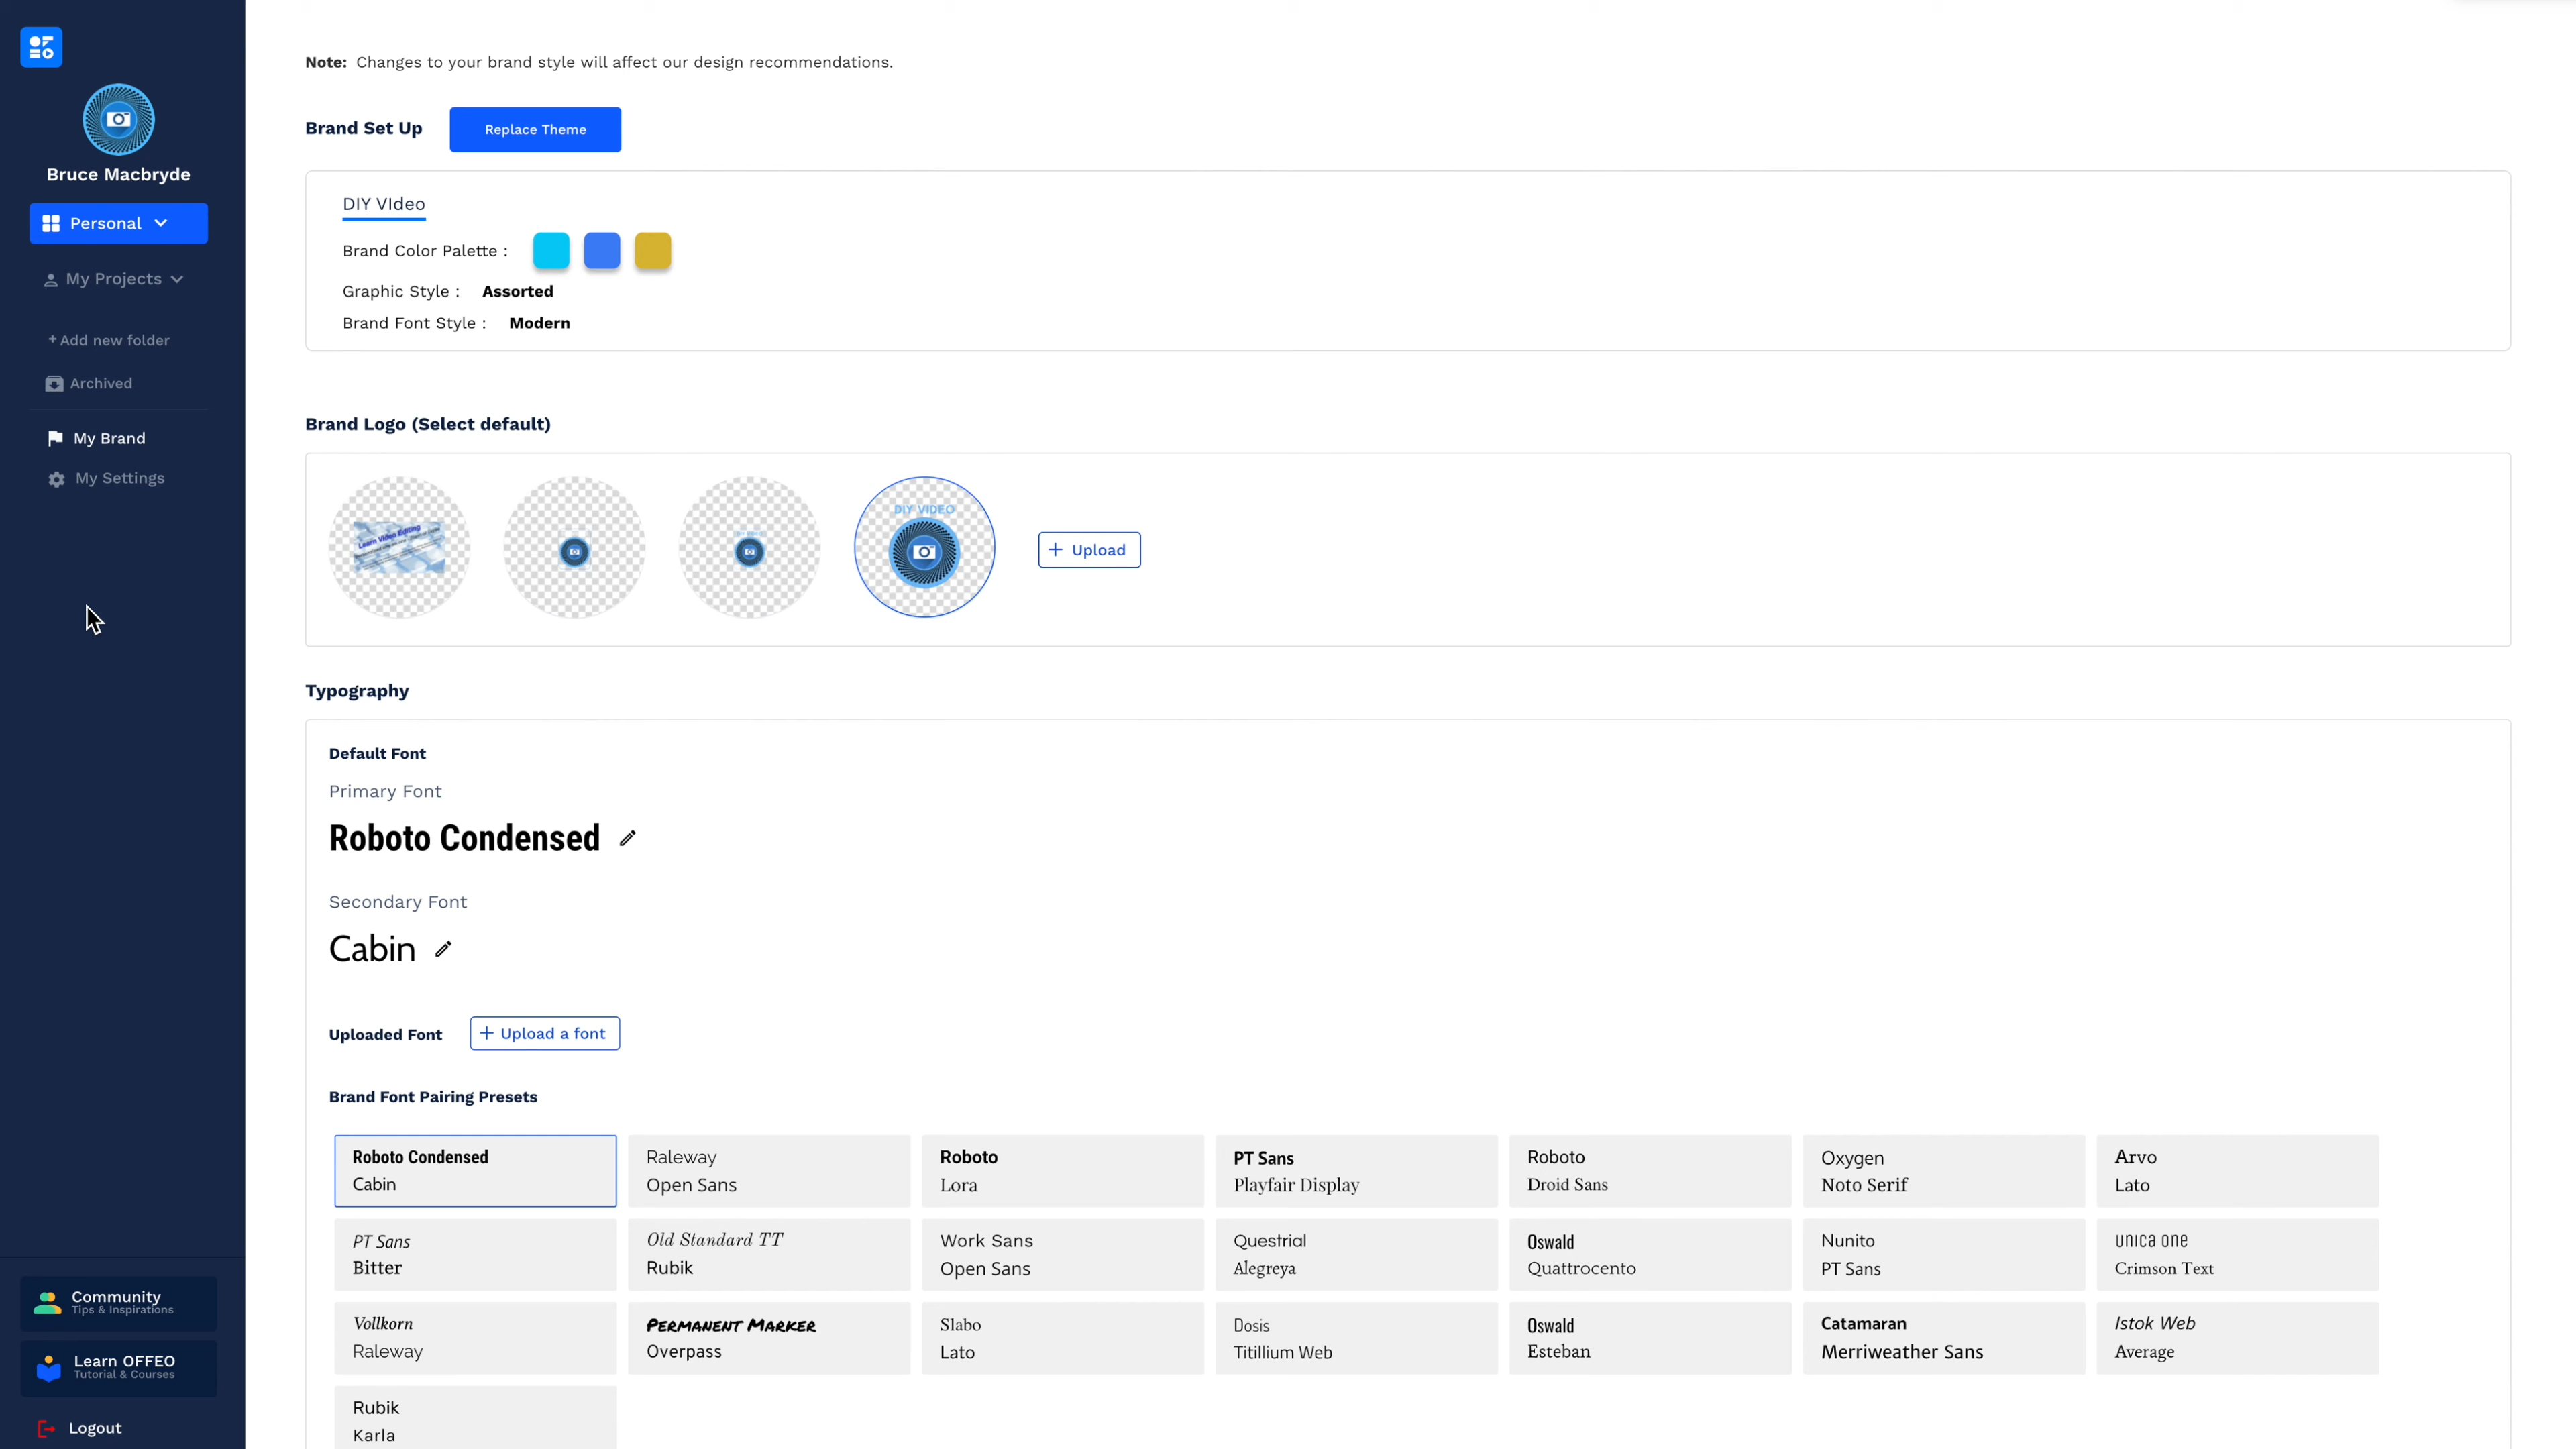 Bruce Macbryde
Personal
My Projects
+ Add new folder
Archived
My Brand
My Settings
Community
Tips & Inspirations
Learn OFFEO
Tutorial & Courses
Logout
Note: Changes to your brand style will affect our design recommendations.
Brand Set Up
Replace Theme
DIY VIdeo
Brand Color Palette :
Graphic Style : Assorted
Brand Font Style : Modern
Brand Logo (Select default)
Learn Video Editing
DIY VIDEO
+ Upload
Typography
Default Font
Primary Font
Roboto Condensed
Secondary Font
Cabin
Uploaded Font
+ Upload a font
Brand Font Pairing Presets
Roboto Condensed
Cabin
Raleway
Open Sans
Roboto
Lora
PT Sans
Playfair Display
Roboto
Droid Sans
Oxygen
Noto Serif
Arvo
Lato
PT Sans
Bitter
Old Standard TT
Rubik
Work Sans
Open Sans
Questrial
Alegreya
Oswald
Quattrocento
Nunito
PT Sans
Unica One
Crimson Text
Vollkorn
Raleway
Permanent Marker
Overpass
Slabo
Lato
Dosis
Titillium Web
Oswald
Esteban
Catamaran
Merriweather Sans
Istok Web
Average
Rubik
Karla